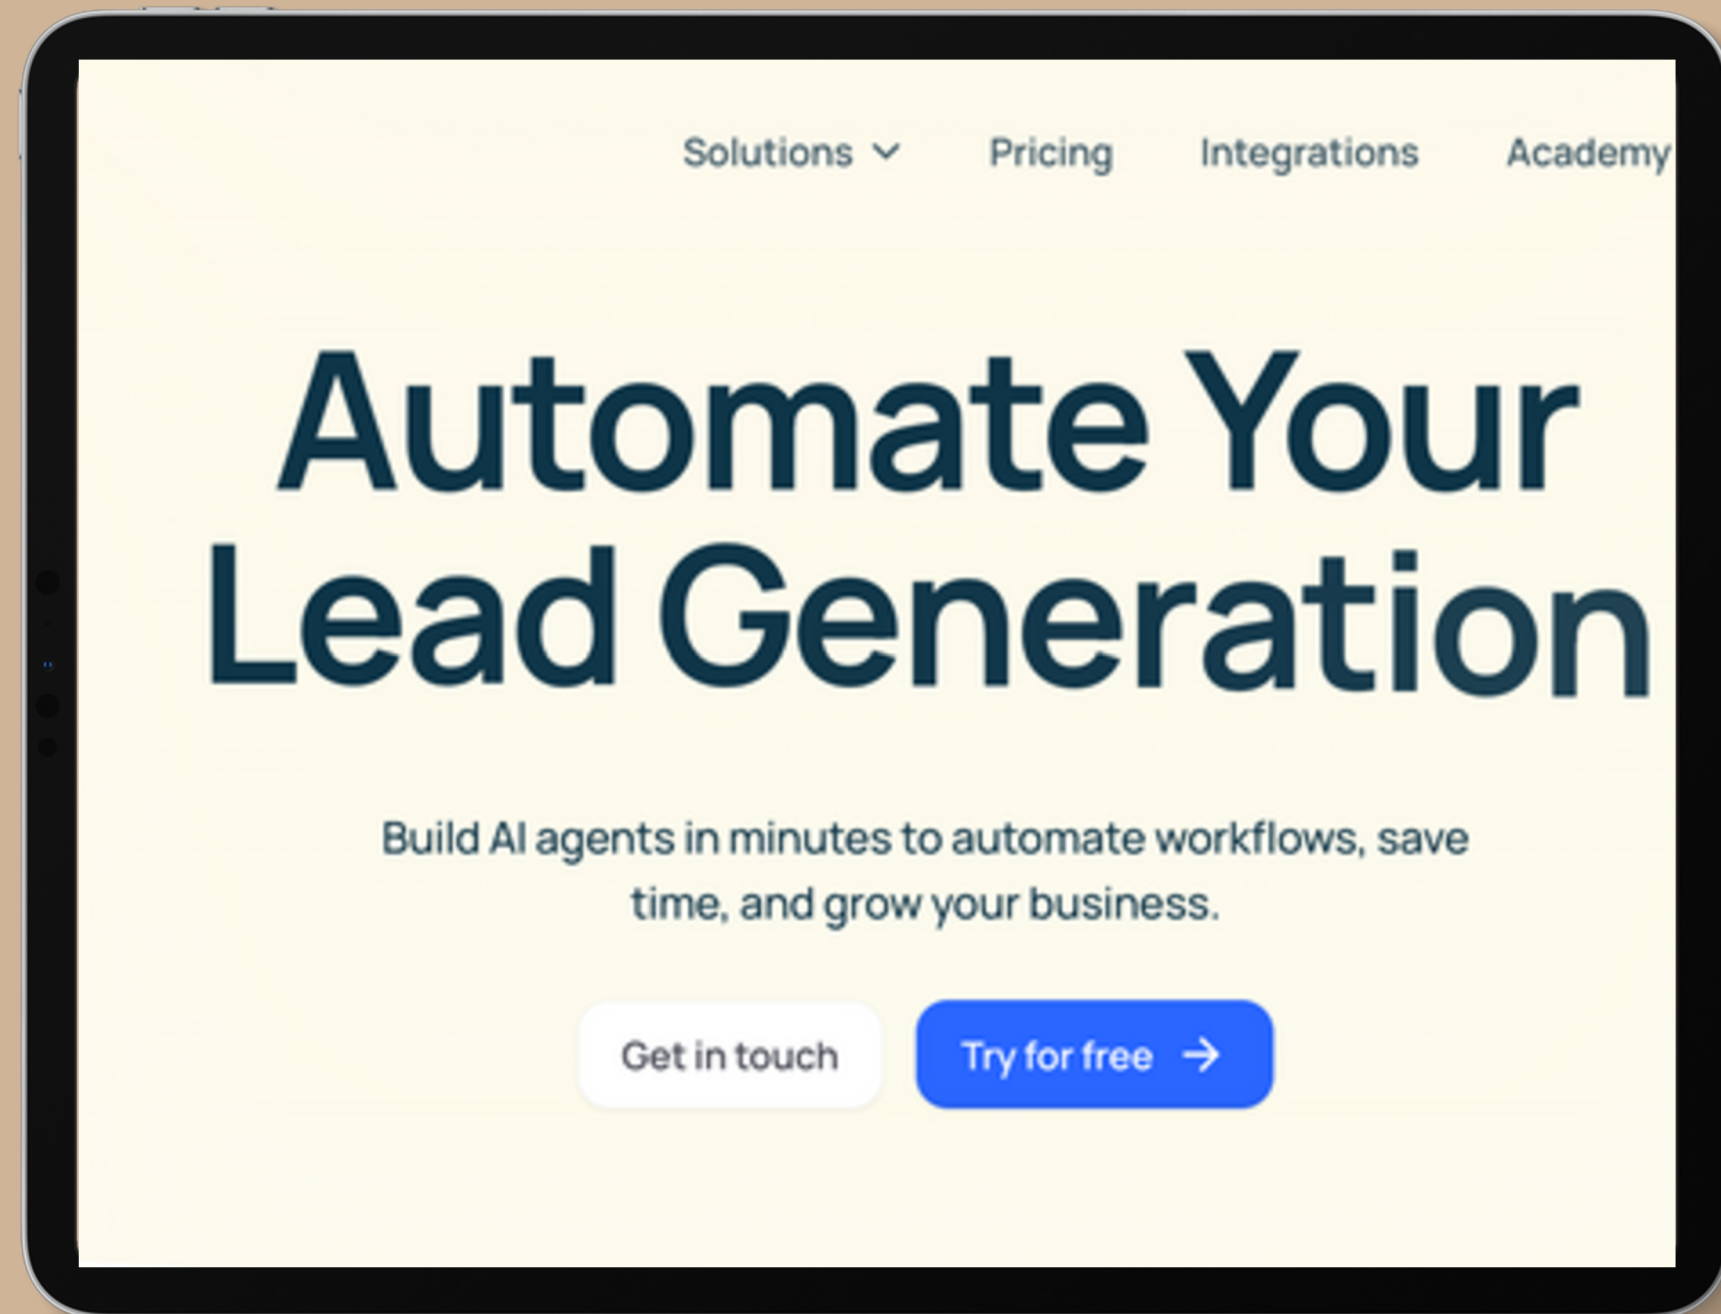 Solutions Pricing Integrations Academy
Automate Your
Lead Generation
Build AI agents in minutes to automate workflows, save
time, and grow your business.
Get in touch Try for free →